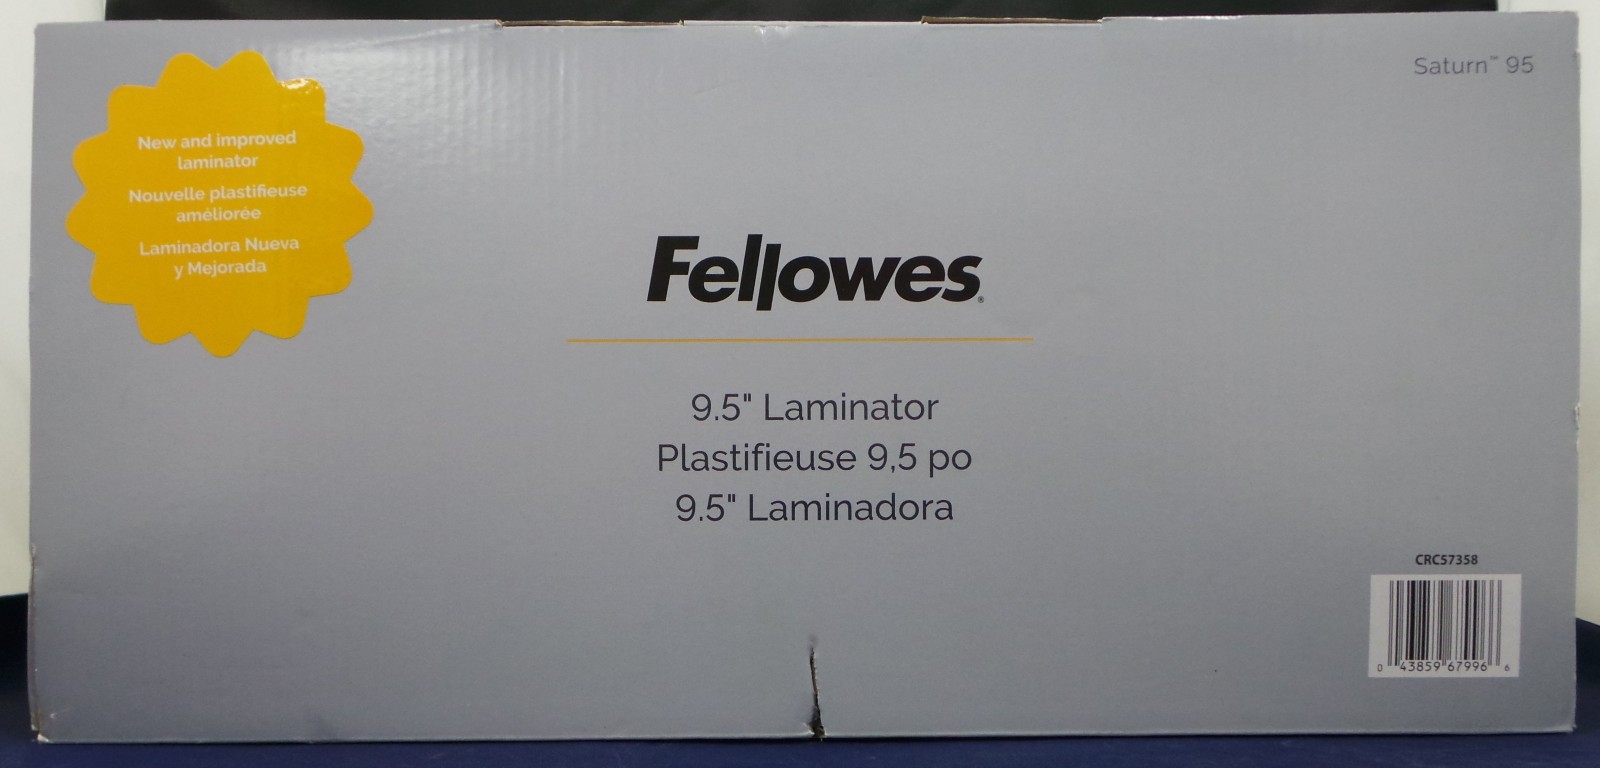 New and improved
laminator
Nouvelle plastifieuse
améliorée
Laminadora Nueva
y Mejorada
Saturn™ 95
Fellowes®
9.5" Laminator
Plastifieuse 9,5 po
9.5" Laminadora
CRC57358
0 43859 67996 6